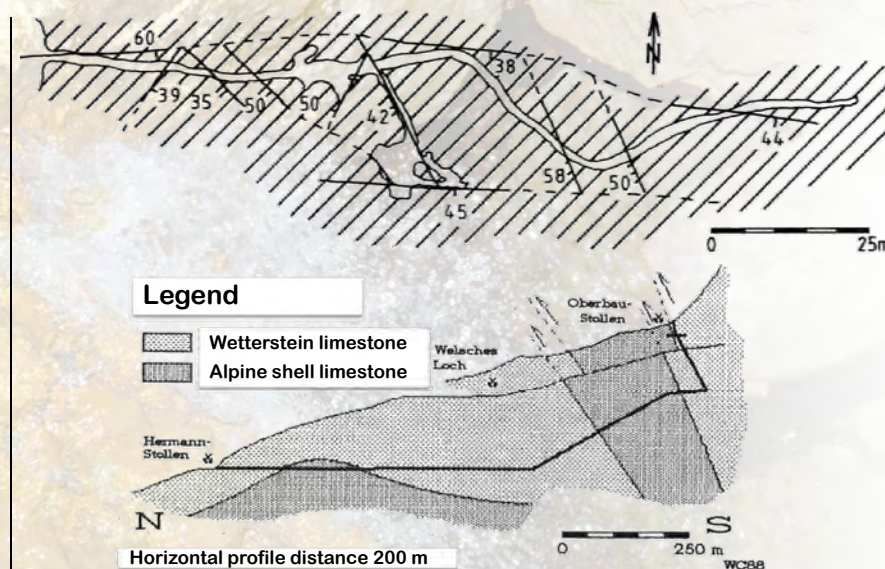 60
N
38
39
35
50
50
42
44
58
50
45
0 25m
Legend
Wetterstein limestone
Alpine shell limestone
Oberbau-
Stollen
Welsches
Loch
Hermann-
Stollen
N
S
0 250 m
Horizontal profile distance 200 m
WC88